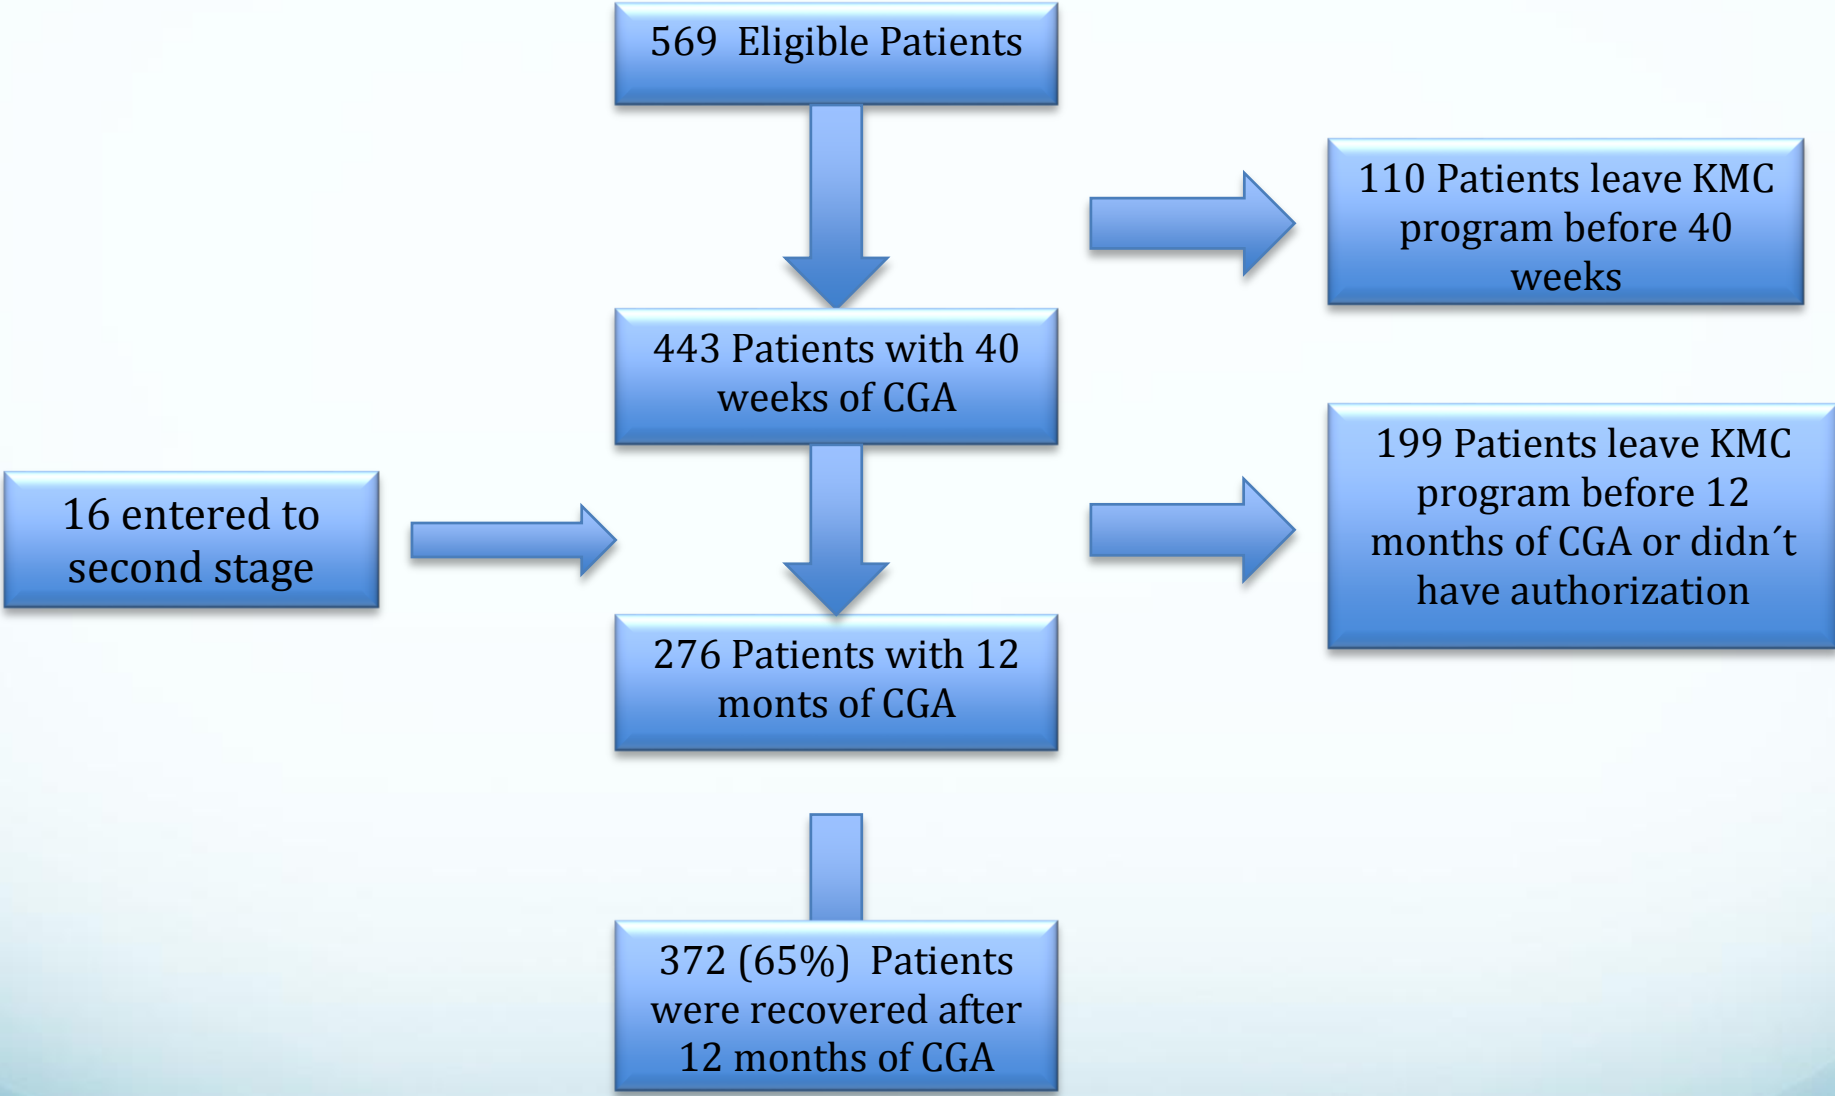 569  Eligible Patients
110 Patients leave KMC
program before 40
weeks
443 Patients with 40
weeks of CGA
199 Patients leave KMC
program before 12
months of CGA or didn´t
have authorization
16 entered to
second stage
276 Patients with 12
monts of CGA
372 (65%)  Patients
were recovered after
12 months of CGA